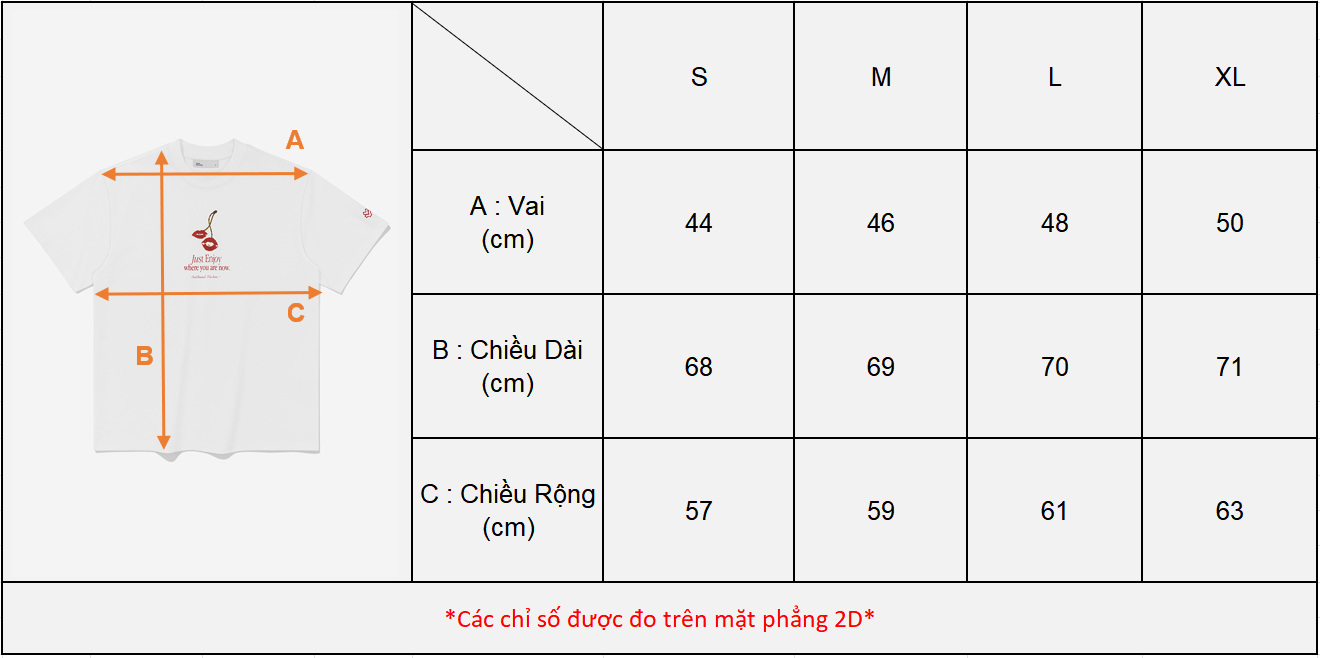 A
B
C
Just Enjoy
where you are now.
S
M
L
XL
A : Vai
(cm)
44
46
48
50
B : Chiều Dài
(cm)
68
69
70
71
C : Chiều Rộng
(cm)
57
59
61
63
*Các chỉ số được đo trên mặt phẳng 2D*